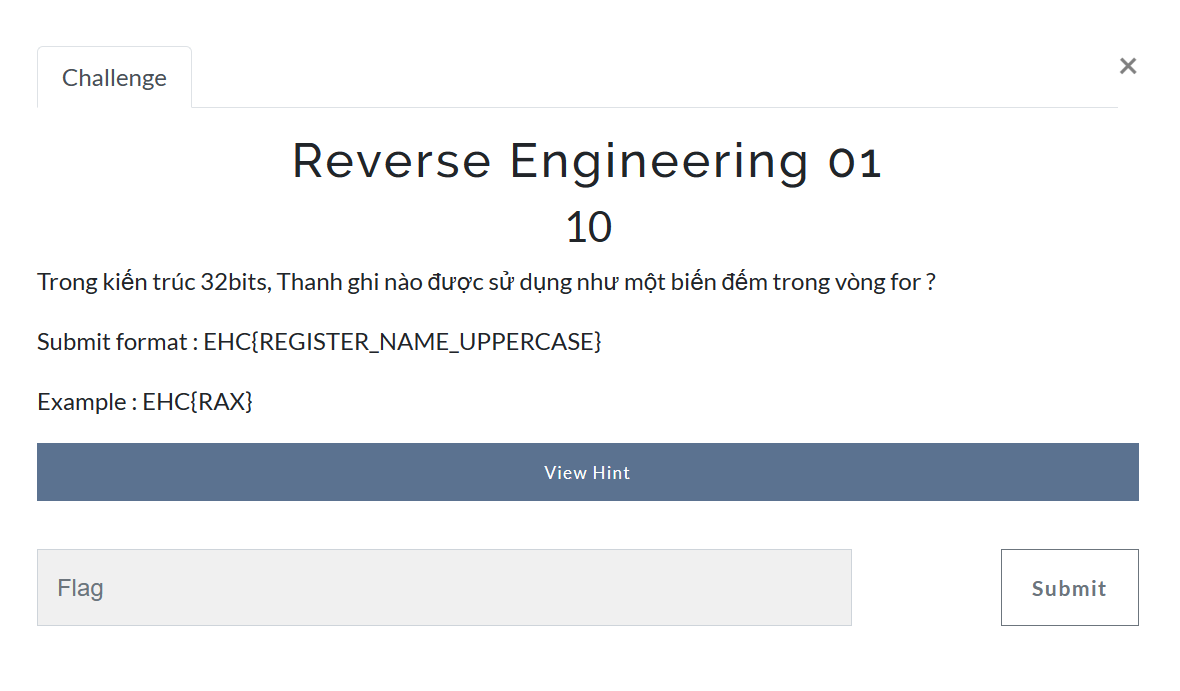 Challenge
×
Reverse Engineering 01
10
Trong kiến trúc 32bits, Thanh ghi nào được sử dụng như một biến đếm trong vòng for ?
Submit format : EHC{REGISTER_NAME_UPPERCASE}
Example : EHC{RAX}
View Hint
Flag
Submit